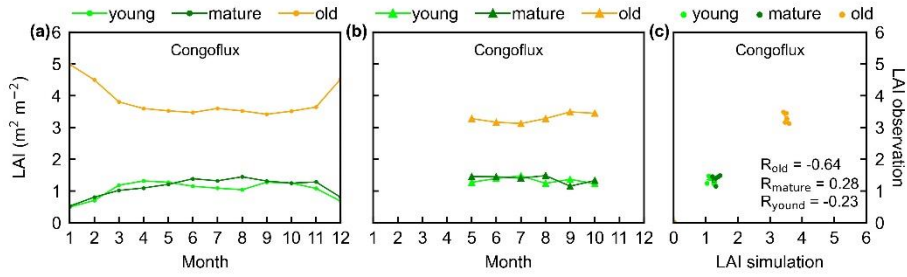 young mature old
(a)
Congoflux
LAI (m² m⁻²)
6
5
4
3
2
1
0
1 2 3 4 5 6 7 8 9 10 11 12
Month
young mature old
(b)
Congoflux
1 2 3 4 5 6 7 8 9 10 11 12
Month
young mature old
(c)
Congoflux
6
5
4
3
2
1
0
LAI observation
R_old = -0.64
R_mature = 0.28
R_yound = -0.23
0 1 2 3 4 5 6
LAI simulation